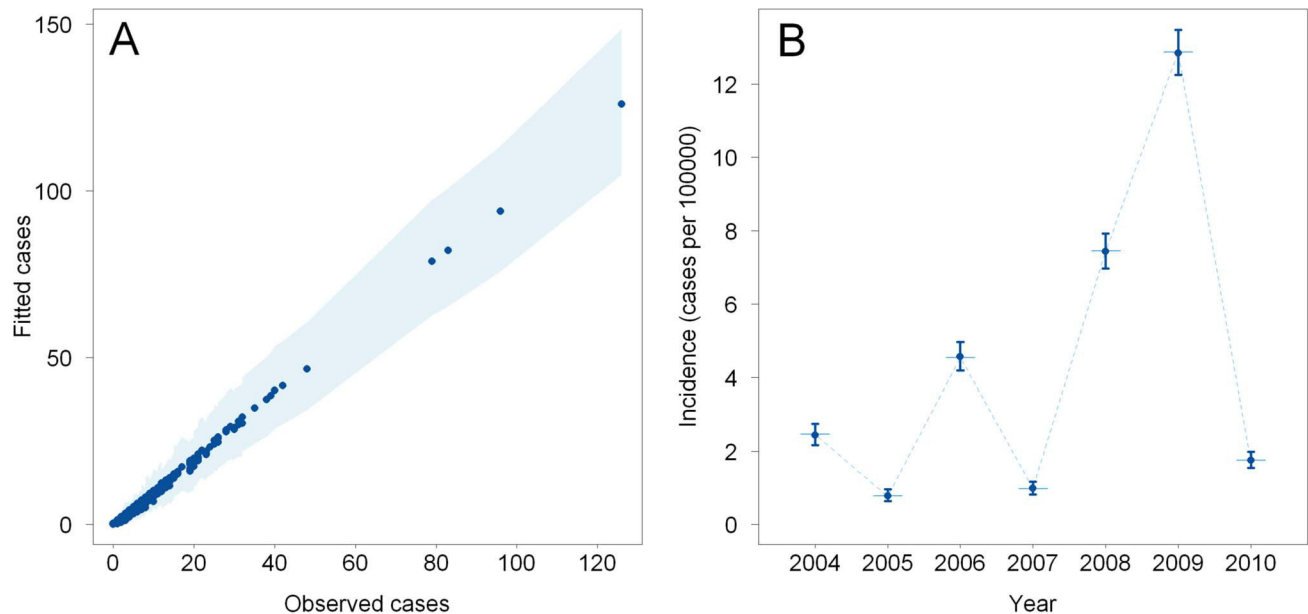 A
150
100
50
0
Fitted cases
0 20 40 60 80 100 120
Observed cases
B
12
10
8
6
4
2
0
Incidence (cases per 100000)
2004 2005 2006 2007 2008 2009 2010
Year